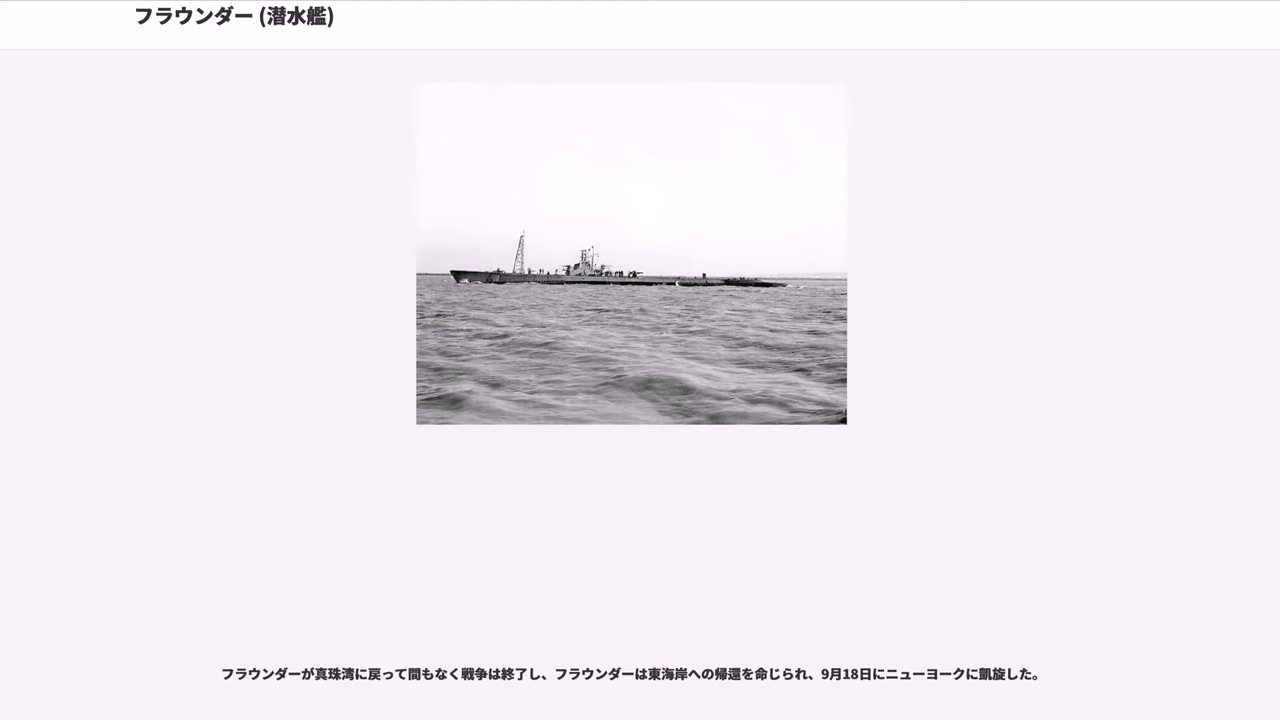 フラウンダー (潜水艦)
フラウンダーが真珠湾に戻って間もなく戦争は終了し、フラウンダーは東海岸への帰還を命じられ、9月18日にニューヨークに凱旋した。